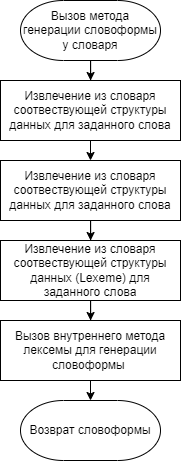 Вызов метода
генерации словоформы
у словаря
Извлечение из словаря
соотвествующей структуры
данных для заданного слова
Извлечение из словаря
соотвествующей структуры
данных для заданного слова
Извлечение из словаря
соотвествующей структуры
данных (Lexeme) для
заданного слова
Вызов внутреннего метода
лексемы для генерации
словоформы
Возврат словоформы